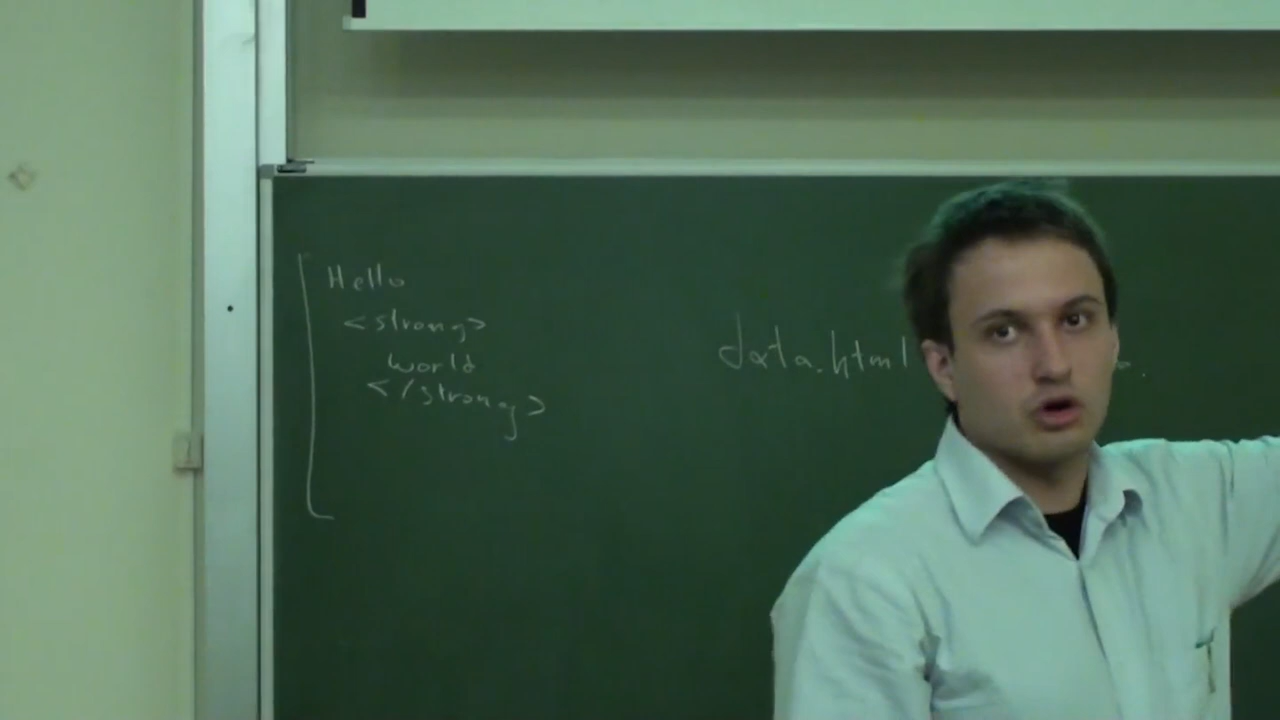 Hello
<strong>
world
</strong>
data.html